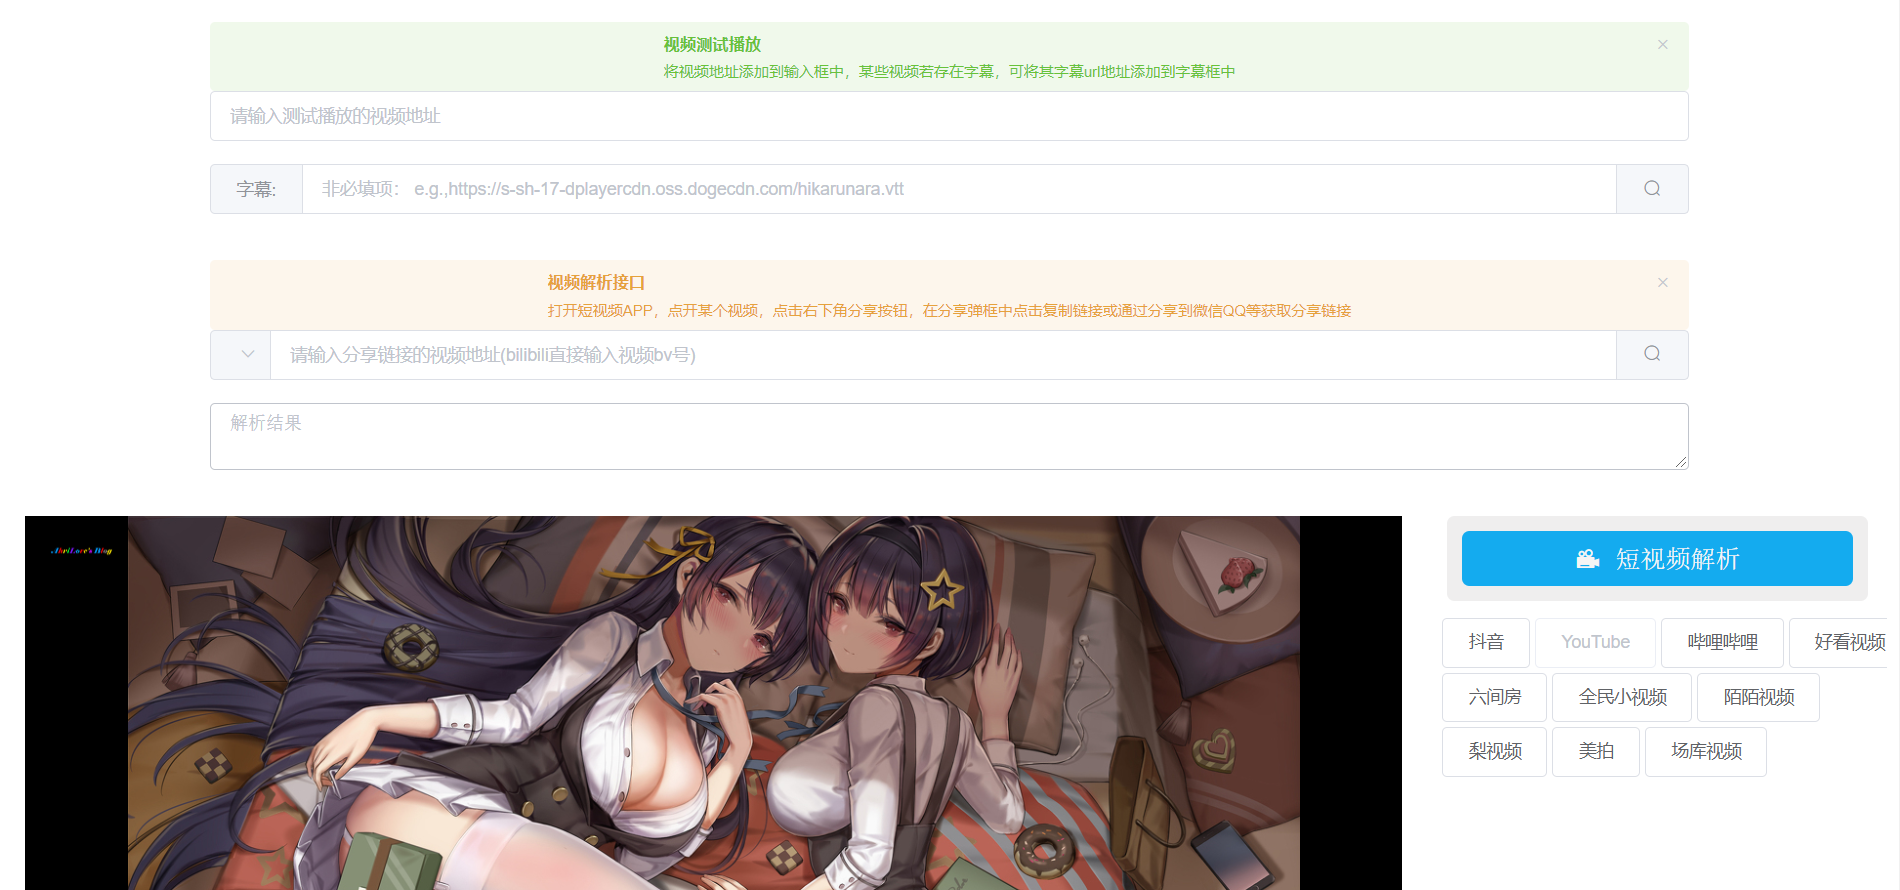 视频测试播放
将视频地址添加到输入框中，某些视频若存在字幕，可将其字幕url地址添加到字幕框中
请输入测试播放的视频地址
字幕:
非必填项： e.g.,https://s-sh-17-dplayercdn.oss.dogecdn.com/hikarunara.vtt
视频解析接口
打开短视频APP，点开某个视频，点击右下角分享按钮，在分享弹框中点击复制链接或通过分享到微信QQ等获取分享链接
请输入分享链接的视频地址(bilibili直接输入视频bv号)
解析结果
短视频解析
抖音
YouTube
哔哩哔哩
好看视频
六间房
全民小视频
陌陌视频
梨视频
美拍
场库视频